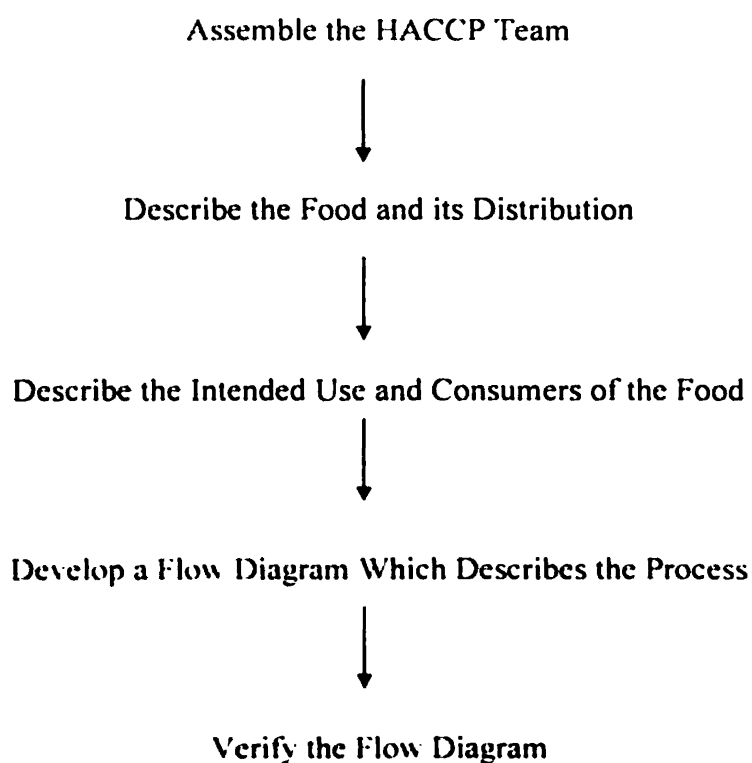 Assemble the HACCP Team
Describe the Food and its Distribution
Describe the Intended Use and Consumers of the Food
Develop a Flow Diagram Which Describes the Process
Verify the Flow Diagram